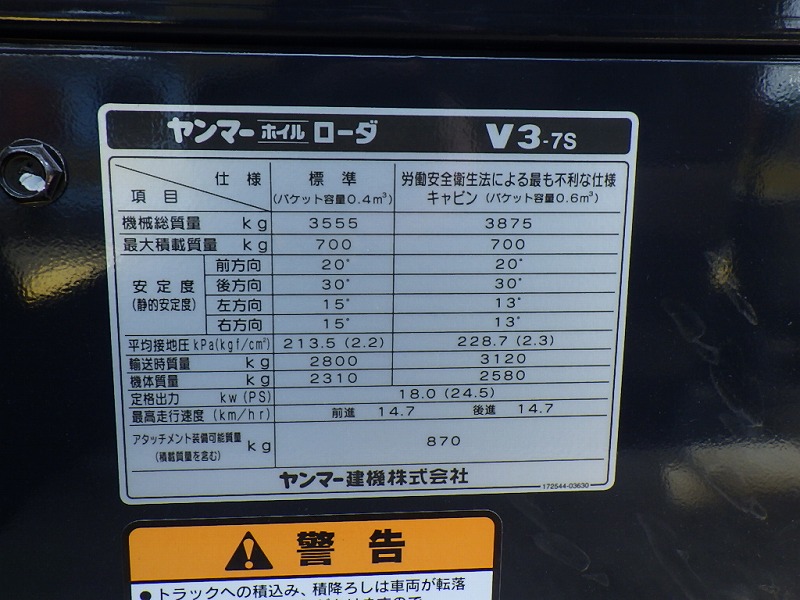 ヤンマーホイルローダ V3-7S
仕様 標準 労働安全衛生法による最も不利な仕様
項目 (バケット容量0.4m³) キャビン (バケット容量0.6m³)
機械総質量 kg 3555 3875
最大積載質量 kg 700 700
前方向 20° 20°
安定度 後方向 30° 30°
(静的安定度) 左方向 15° 13°
右方向 15° 13°
平均接地圧 kPa(kgf/cm²) 213.5 (2.2) 228.7 (2.3)
輸送時質量 kg 2800 3120
機体質量 kg 2310 2580
定格出力 kw (PS) 18.0 (24.5)
最高走行速度 (km/hr) 前進 14.7 後進 14.7
アタッチメント装備可能質量 kg 870
(積載質量を含む)
ヤンマー建機株式会社
172544-03630
警告
●トラックへの積込み、積降ろしは車両が転落